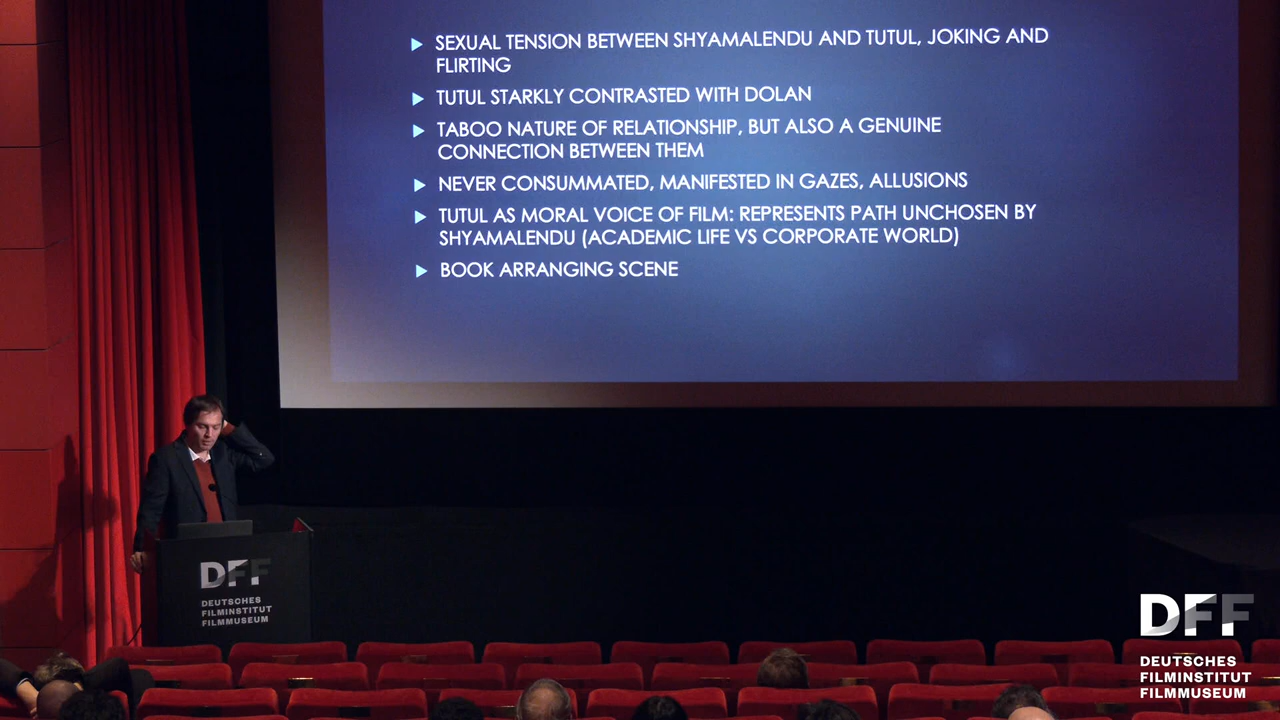 SEXUAL TENSION BETWEEN SHYAMALENDU AND TUTUL, JOKING AND
FLIRTING
TUTUL STARKLY CONTRASTED WITH DOLAN
TABOO NATURE OF RELATIONSHIP, BUT ALSO A GENUINE
CONNECTION BETWEEN THEM
NEVER CONSUMMATED, MANIFESTED IN GAZES, ALLUSIONS
TUTUL AS MORAL VOICE OF FILM: REPRESENTS PATH UNCHOSEN BY
SHYAMALENDU (ACADEMIC LIFE VS CORPORATE WORLD)
BOOK ARRANGING SCENE
DFF
DEUTSCHES
FILMINSTITUT
FILMMUSEUM
DFF
DEUTSCHES
FILMINSTITUT
FILMMUSEUM